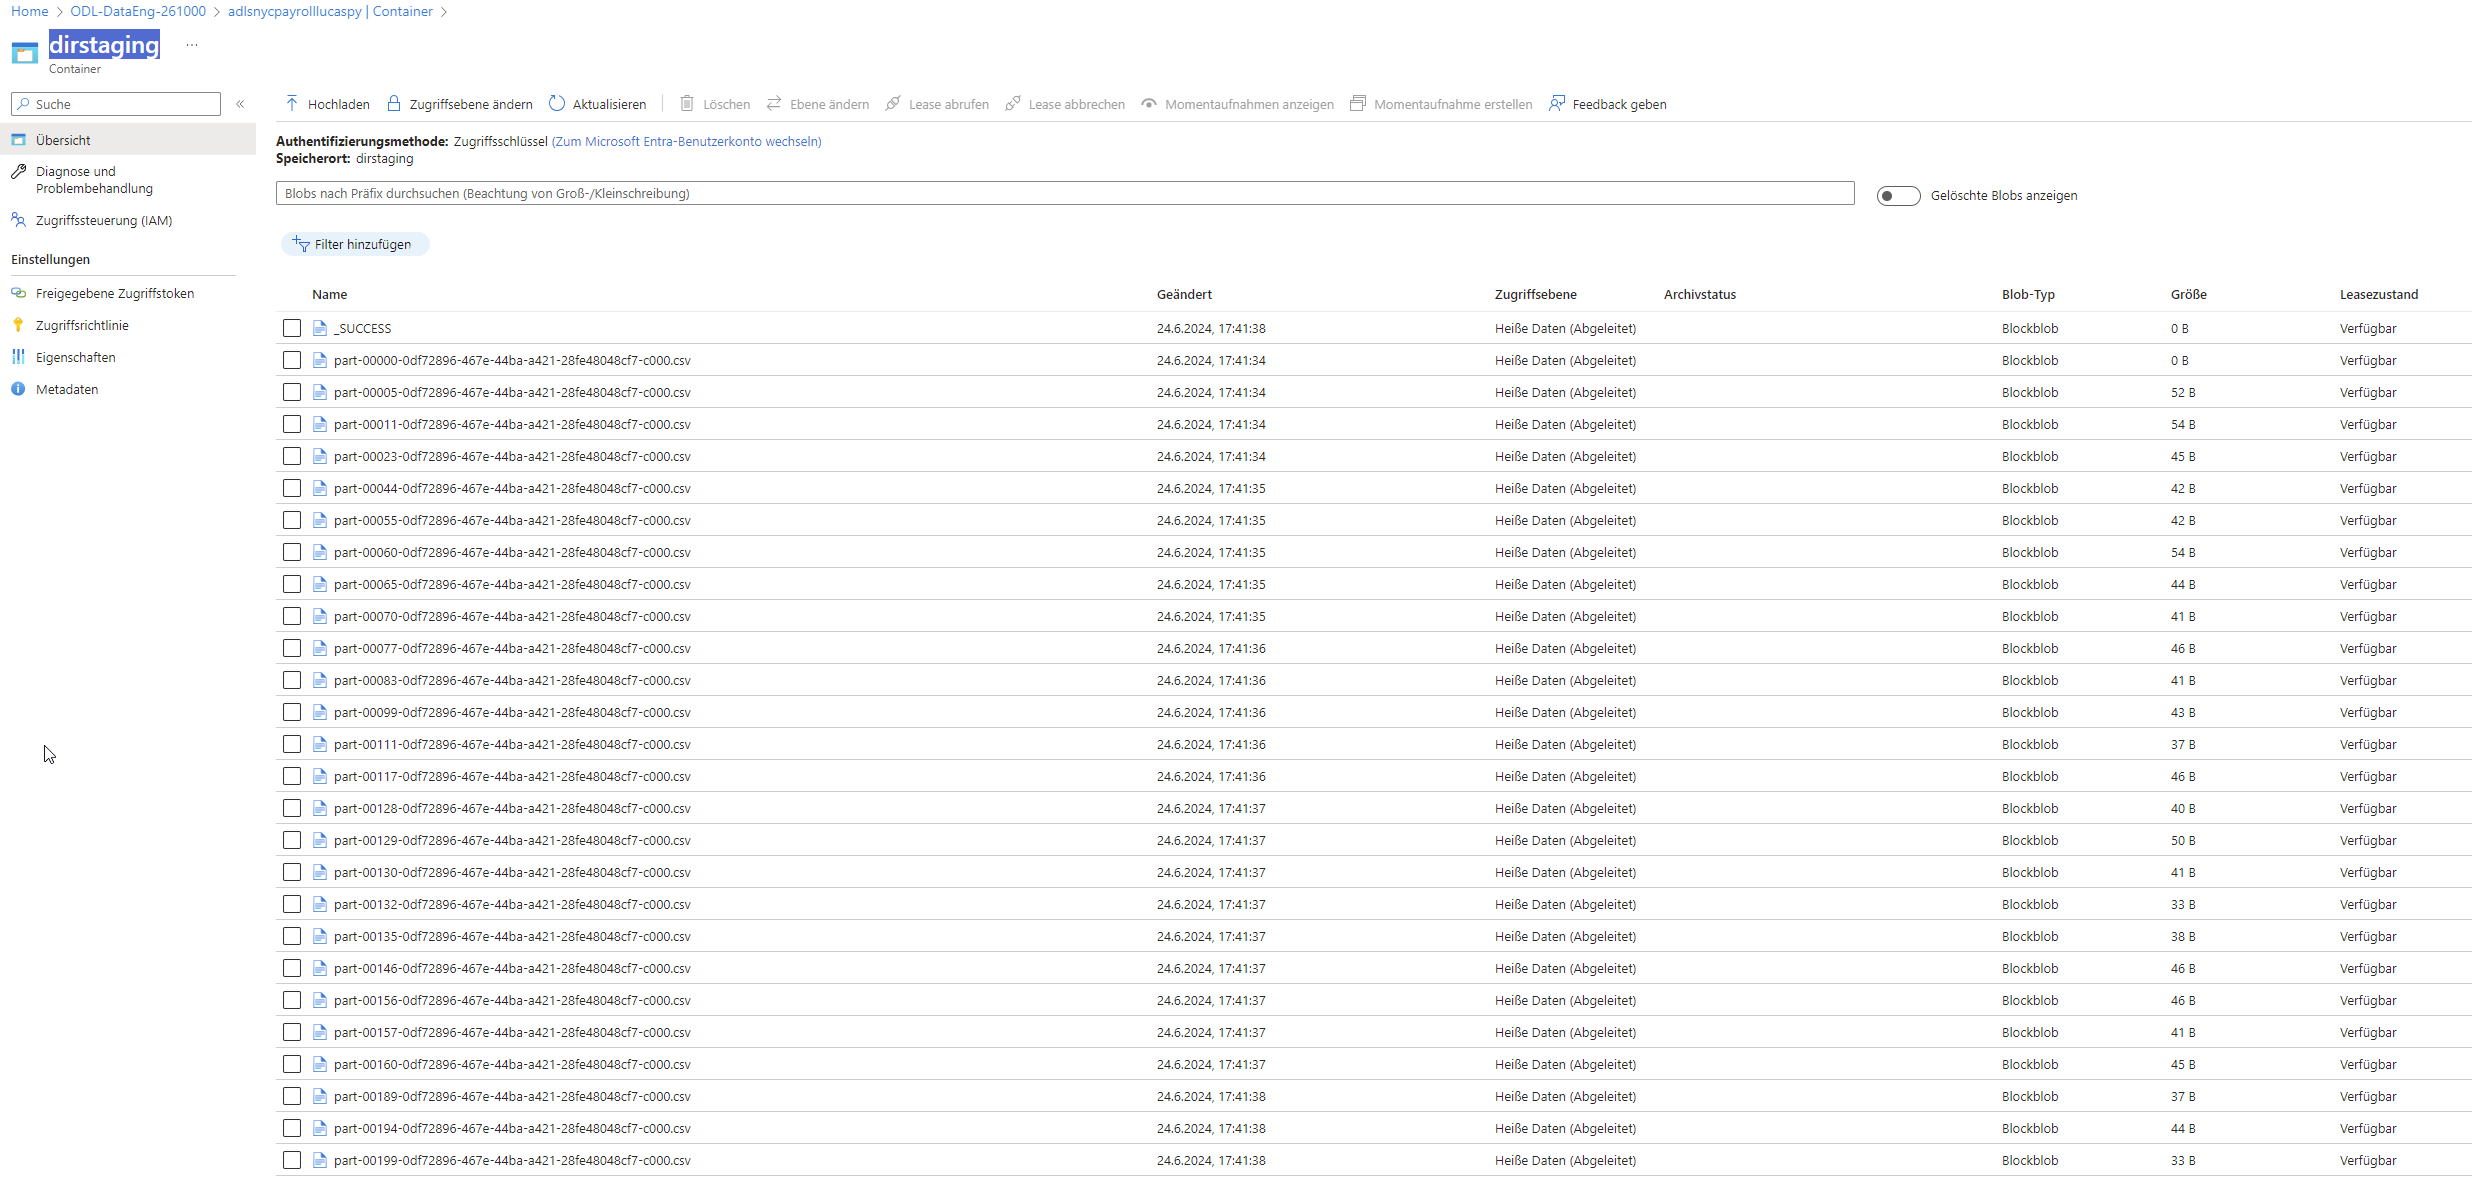 Home > ODL-DataEng-261000 > adlsnycpayrolllucaspy | Container >
dirstaging ...
Container
Suche «
Hochladen Zugriffsebene ändern Aktualisieren Löschen Ebene ändern Lease abrufen Lease abbrechen Momentaufnahmen anzeigen Momentaufnahme erstellen Feedback geben
Übersicht
Diagnose und
Problembehandlung
Zugriffssteuerung (IAM)
Einstellungen
Freigegebene Zugriffstoken
Zugriffsrichtlinie
Eigenschaften
Metadaten
Authentifizierungsmethode: Zugriffsschlüssel (Zum Microsoft Entra-Benutzerkonto wechseln)
Speicherort: dirstaging
Blobs nach Präfix durchsuchen (Beachtung von Groß-/Kleinschreibung) Gelöschte Blobs anzeigen
Filter hinzufügen
Name Geändert Zugriffsebene Archivstatus Blob-Typ Größe Leasezustand
_SUCCESS 24.6.2024, 17:41:38 Heiße Daten (Abgeleitet) Blockblob 0 B Verfügbar
part-00000-0df72896-467e-44ba-a421-28fe48048cf7-c000.csv 24.6.2024, 17:41:34 Heiße Daten (Abgeleitet) Blockblob 0 B Verfügbar
part-00005-0df72896-467e-44ba-a421-28fe48048cf7-c000.csv 24.6.2024, 17:41:34 Heiße Daten (Abgeleitet) Blockblob 52 B Verfügbar
part-00011-0df72896-467e-44ba-a421-28fe48048cf7-c000.csv 24.6.2024, 17:41:34 Heiße Daten (Abgeleitet) Blockblob 54 B Verfügbar
part-00023-0df72896-467e-44ba-a421-28fe48048cf7-c000.csv 24.6.2024, 17:41:34 Heiße Daten (Abgeleitet) Blockblob 45 B Verfügbar
part-00044-0df72896-467e-44ba-a421-28fe48048cf7-c000.csv 24.6.2024, 17:41:35 Heiße Daten (Abgeleitet) Blockblob 42 B Verfügbar
part-00055-0df72896-467e-44ba-a421-28fe48048cf7-c000.csv 24.6.2024, 17:41:35 Heiße Daten (Abgeleitet) Blockblob 42 B Verfügbar
part-00060-0df72896-467e-44ba-a421-28fe48048cf7-c000.csv 24.6.2024, 17:41:35 Heiße Daten (Abgeleitet) Blockblob 54 B Verfügbar
part-00065-0df72896-467e-44ba-a421-28fe48048cf7-c000.csv 24.6.2024, 17:41:35 Heiße Daten (Abgeleitet) Blockblob 44 B Verfügbar
part-00070-0df72896-467e-44ba-a421-28fe48048cf7-c000.csv 24.6.2024, 17:41:35 Heiße Daten (Abgeleitet) Blockblob 41 B Verfügbar
part-00077-0df72896-467e-44ba-a421-28fe48048cf7-c000.csv 24.6.2024, 17:41:36 Heiße Daten (Abgeleitet) Blockblob 46 B Verfügbar
part-00083-0df72896-467e-44ba-a421-28fe48048cf7-c000.csv 24.6.2024, 17:41:36 Heiße Daten (Abgeleitet) Blockblob 41 B Verfügbar
part-00099-0df72896-467e-44ba-a421-28fe48048cf7-c000.csv 24.6.2024, 17:41:36 Heiße Daten (Abgeleitet) Blockblob 43 B Verfügbar
part-00111-0df72896-467e-44ba-a421-28fe48048cf7-c000.csv 24.6.2024, 17:41:36 Heiße Daten (Abgeleitet) Blockblob 37 B Verfügbar
part-00117-0df72896-467e-44ba-a421-28fe48048cf7-c000.csv 24.6.2024, 17:41:36 Heiße Daten (Abgeleitet) Blockblob 46 B Verfügbar
part-00128-0df72896-467e-44ba-a421-28fe48048cf7-c000.csv 24.6.2024, 17:41:37 Heiße Daten (Abgeleitet) Blockblob 40 B Verfügbar
part-00129-0df72896-467e-44ba-a421-28fe48048cf7-c000.csv 24.6.2024, 17:41:37 Heiße Daten (Abgeleitet) Blockblob 50 B Verfügbar
part-00130-0df72896-467e-44ba-a421-28fe48048cf7-c000.csv 24.6.2024, 17:41:37 Heiße Daten (Abgeleitet) Blockblob 41 B Verfügbar
part-00132-0df72896-467e-44ba-a421-28fe48048cf7-c000.csv 24.6.2024, 17:41:37 Heiße Daten (Abgeleitet) Blockblob 33 B Verfügbar
part-00135-0df72896-467e-44ba-a421-28fe48048cf7-c000.csv 24.6.2024, 17:41:37 Heiße Daten (Abgeleitet) Blockblob 38 B Verfügbar
part-00146-0df72896-467e-44ba-a421-28fe48048cf7-c000.csv 24.6.2024, 17:41:37 Heiße Daten (Abgeleitet) Blockblob 46 B Verfügbar
part-00156-0df72896-467e-44ba-a421-28fe48048cf7-c000.csv 24.6.2024, 17:41:37 Heiße Daten (Abgeleitet) Blockblob 46 B Verfügbar
part-00157-0df72896-467e-44ba-a421-28fe48048cf7-c000.csv 24.6.2024, 17:41:37 Heiße Daten (Abgeleitet) Blockblob 41 B Verfügbar
part-00160-0df72896-467e-44ba-a421-28fe48048cf7-c000.csv 24.6.2024, 17:41:37 Heiße Daten (Abgeleitet) Blockblob 45 B Verfügbar
part-00189-0df72896-467e-44ba-a421-28fe48048cf7-c000.csv 24.6.2024, 17:41:38 Heiße Daten (Abgeleitet) Blockblob 37 B Verfügbar
part-00194-0df72896-467e-44ba-a421-28fe48048cf7-c000.csv 24.6.2024, 17:41:38 Heiße Daten (Abgeleitet) Blockblob 44 B Verfügbar
part-00199-0df72896-467e-44ba-a421-28fe48048cf7-c000.csv 24.6.2024, 17:41:38 Heiße Daten (Abgeleitet) Blockblob 33 B Verfügbar